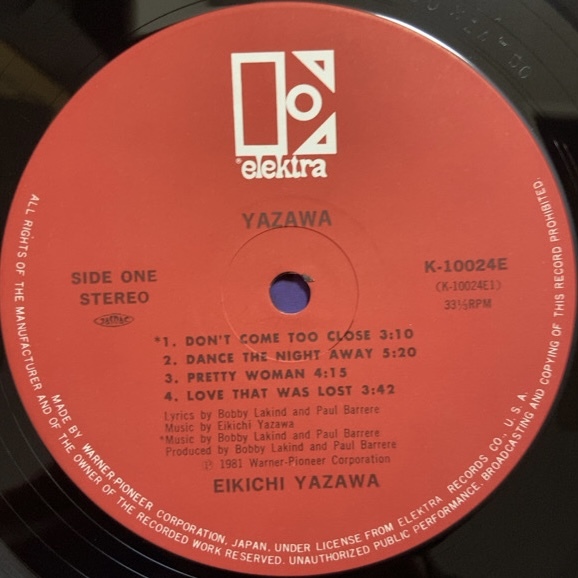 elektra
YAZAWA
SIDE ONE
STEREO
K-10024E
(K-10024E1)
33⅓RPM
*1. DON'T COME TOO CLOSE 3:10
2. DANCE THE NIGHT AWAY 5:20
3. PRETTY WOMAN 4:15
4. LOVE THAT WAS LOST 3:42
Lyrics by Bobby Lakind and Paul Barrere
Music by Eikichi Yazawa
*Music by Bobby Lakind and Paul Barrere
Produced by Bobby Lakind and Paul Barrere
Ⓟ 1981 Warner-Pioneer Corporation
EIKICHI YAZAWA
MADE BY WARNER-PIONEER CORPORATION, JAPAN, UNDER LICENSE FROM ELEKTRA RECORDS CO., U.S.A.
ALL RIGHTS OF THE MANUFACTURER AND OF THE OWNER OF THE RECORDED WORK RESERVED. UNAUTHORIZED PUBLIC PERFORMANCE, BROADCASTING AND COPYING OF THIS RECORD PROHIBITED.